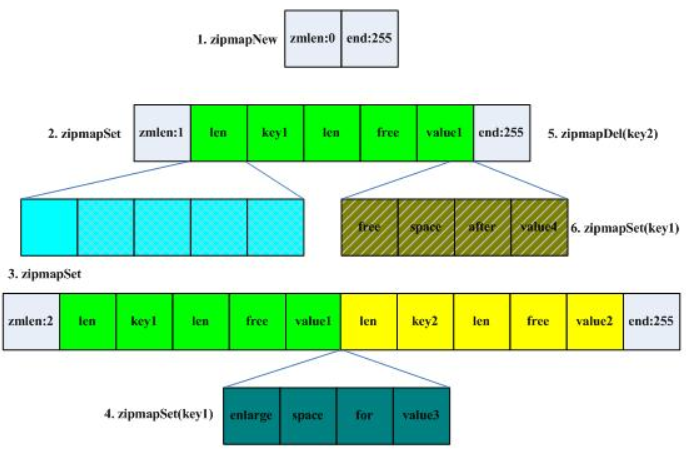 1. zipmapNew zmlen:0 end:255
2. zipmapSet zmlen:1 len key1 len free value1 end:255 5. zipmapDel(key2)
free space after value4 6. zipmapSet(key1)
3. zipmapSet
zmlen:2 len key1 len free value1 len key2 len free value2 end:255
4. zipmapSet(key1) enlarge space for value3